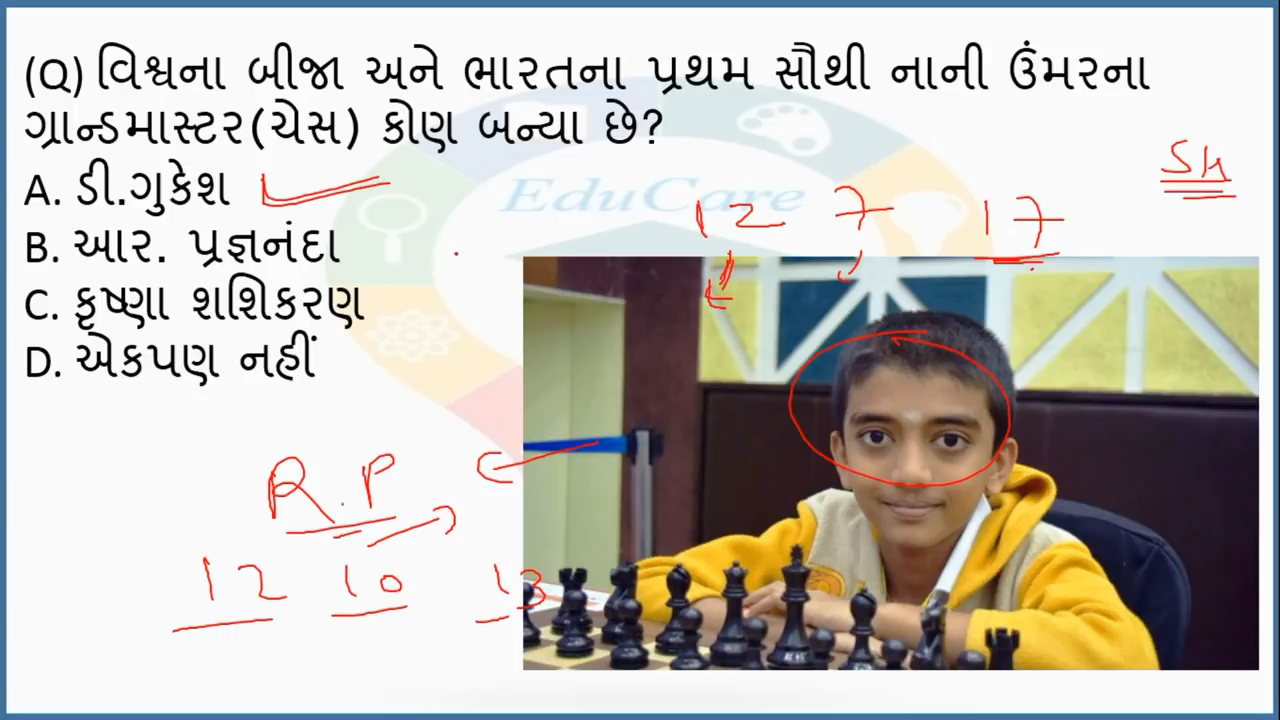 (Q) વિશ્વના બીજા અને ભારતના પ્રથમ સૌથી નાની ઉંમરના
ગ્રાન્ડમાસ્ટર(ચેસ) કોણ બન્યા છે?
A. ડી.ગુકેશ
B. આર. પ્રજ્ઞનંદા
C. કૃષ્ણા શશિકરણ
D. એકપણ નહીં
EduCare
12 7 17
R.P
12 10 13